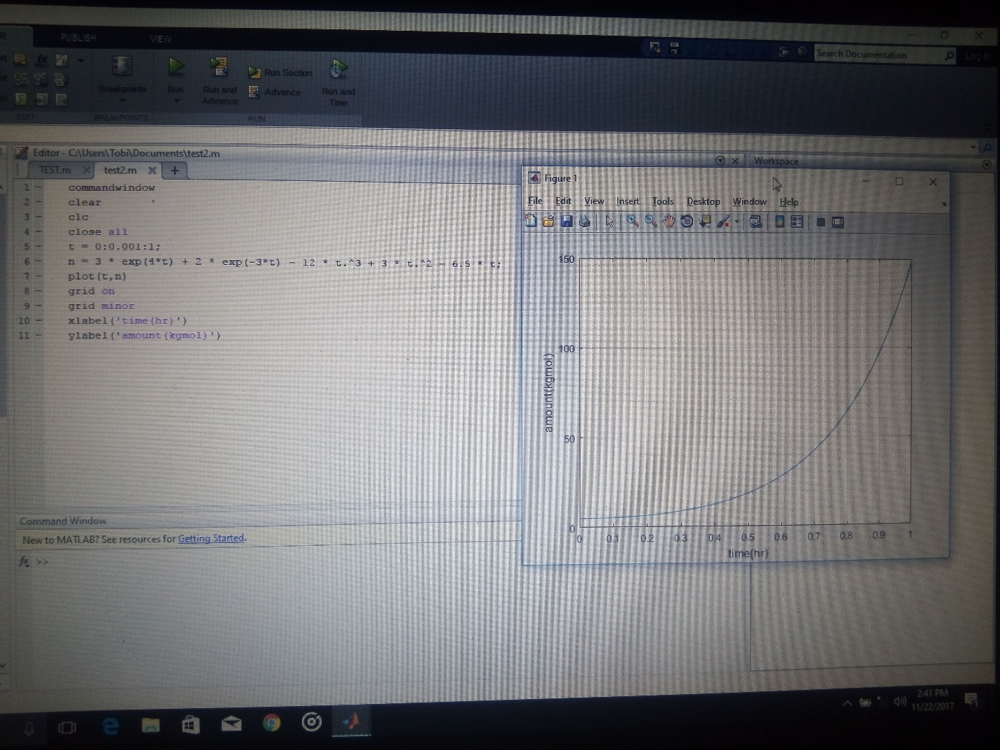 PUBLISH VIEW
Search Documentation Log In
Breakpoints Run Run and Advance Run Section Advance Run and Time
EDIT BREAKPOINTS RUN
Editor - C:\Users\Tobi\Documents\test2.m
Workspace
TEST.m test2.m
1 commandwindow
2 clear
3 clc
4 close all
5 t = 0:0.001:1;
6 n = 3 * exp(4*t) + 2 * exp(-3*t) - 12 * t.^3 + 3 * t.^2 - 6.5 * t;
7 plot(t,n)
8 grid on
9 grid minor
10 xlabel('time(hr)')
11 ylabel('amount(kgmol)')
Figure 1
File Edit View Insert Tools Desktop Window Help
150
100
50
0
amount(kgmol)
0 0.1 0.2 0.3 0.4 0.5 0.6 0.7 0.8 0.9 1
time(hr)
Command Window
New to MATLAB? See resources for Getting Started.
fx >>
2:41 PM
11/22/2017